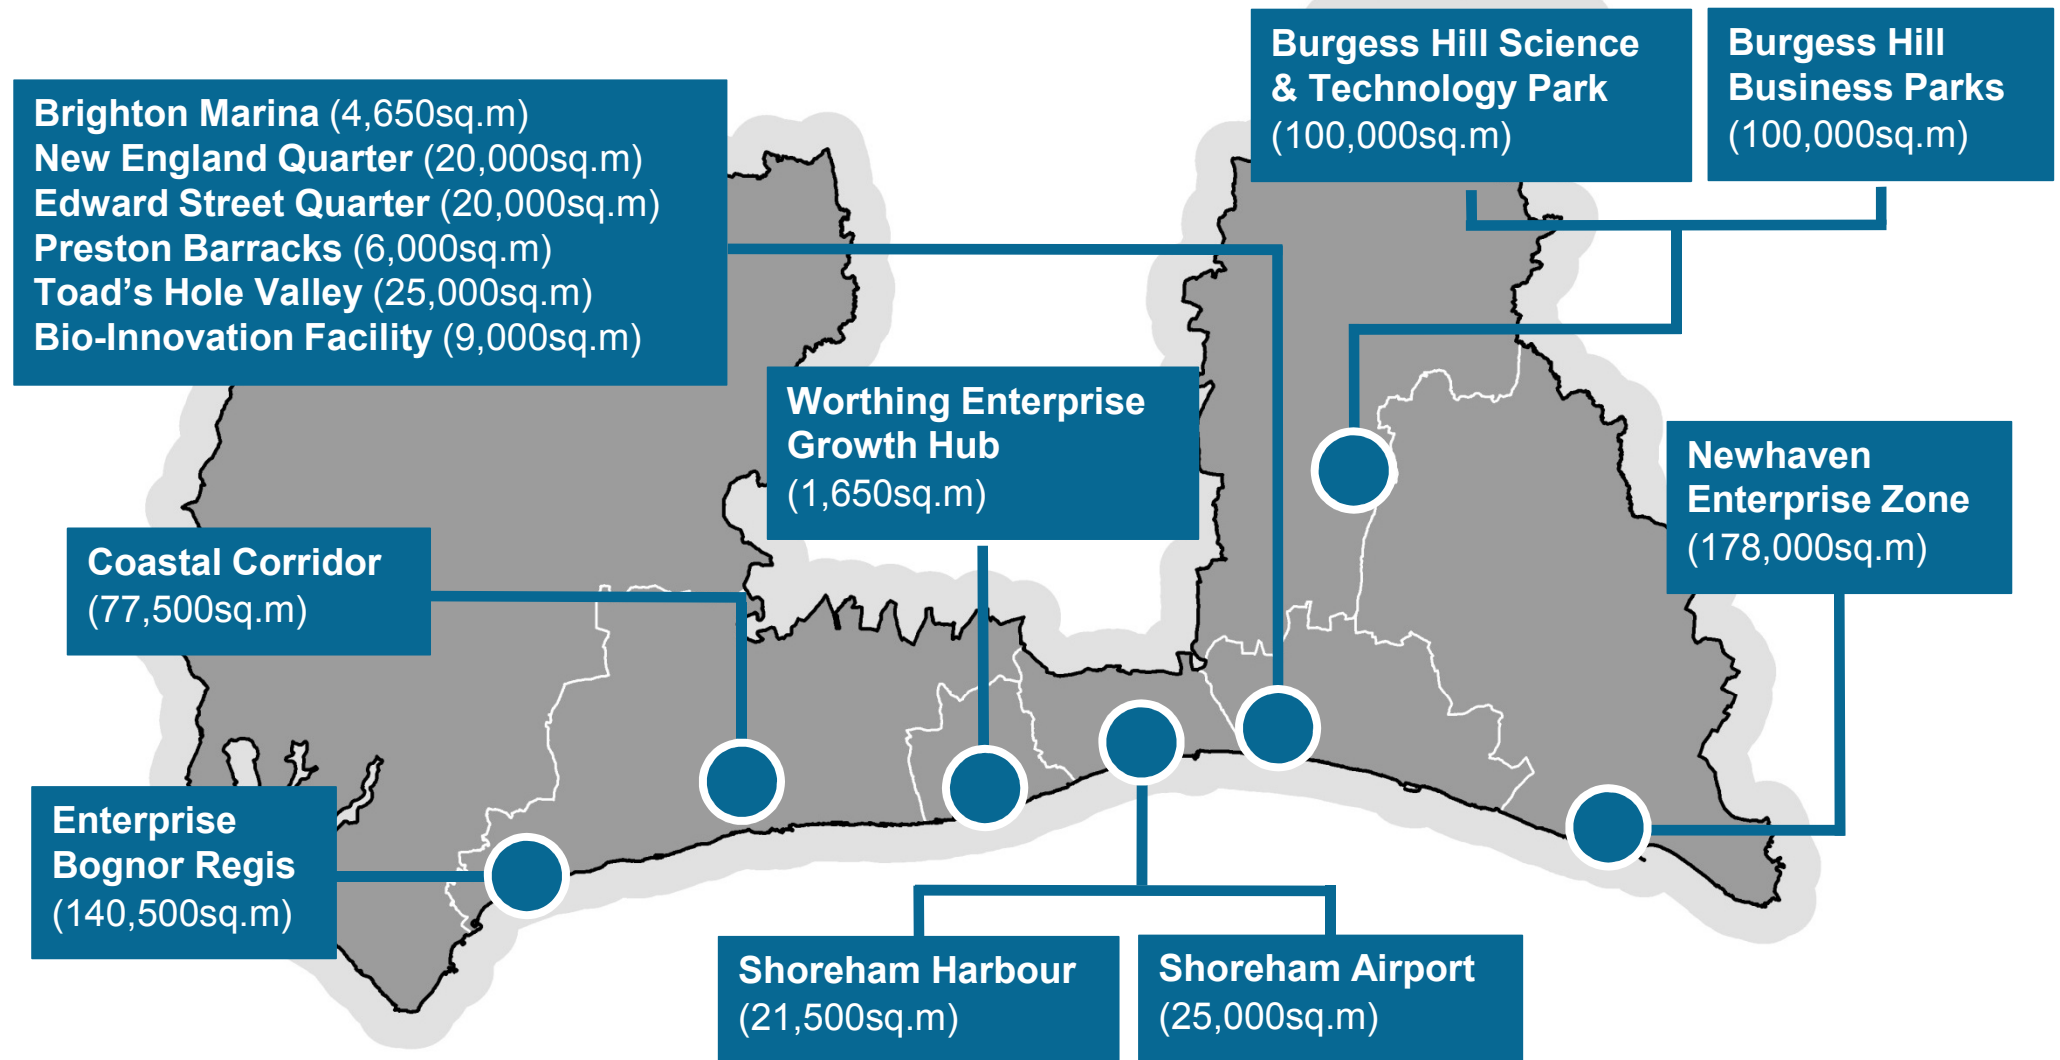 Brighton Marina (4,650sq.m)
New England Quarter (20,000sq.m)
Edward Street Quarter (20,000sq.m)
Preston Barracks (6,000sq.m)
Toad's Hole Valley (25,000sq.m)
Bio-Innovation Facility (9,000sq.m)
Burgess Hill Science
& Technology Park
(100,000sq.m)
Burgess Hill
Business Parks
(100,000sq.m)
Worthing Enterprise
Growth Hub
(1,650sq.m)
Newhaven
Enterprise Zone
(178,000sq.m)
Coastal Corridor
(77,500sq.m)
Enterprise
Bognor Regis
(140,500sq.m)
Shoreham Harbour
(21,500sq.m)
Shoreham Airport
(25,000sq.m)